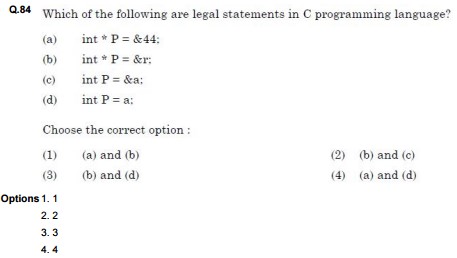 Q.84 Which of the following are legal statements in C programming language?
(a) int * P = &44;
(b) int * P = &r;
(c) int P = &a;
(d) int P = a;
Choose the correct option :
(1) (a) and (b) (2) (b) and (c)
(3) (b) and (d) (4) (a) and (d)
Options 1. 1
2. 2
3. 3
4. 4